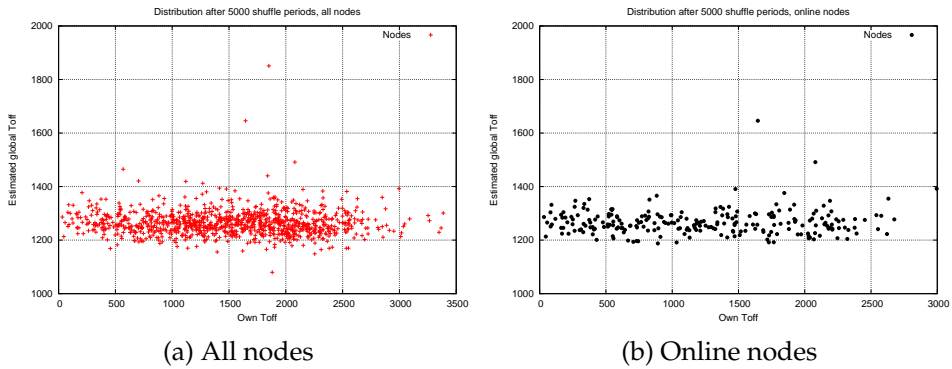 Distribution after 5000 shuffle periods, all nodes
2000
1800
1600
1400
1200
1000
Estimated global Toff
Nodes
0 500 1000 1500 2000 2500 3000 3500
Own Toff
(a) All nodes
Distribution after 5000 shuffle periods, online nodes
2000
1800
1600
1400
1200
1000
Estimated global Toff
Nodes
0 500 1000 1500 2000 2500 3000
Own Toff
(b) Online nodes